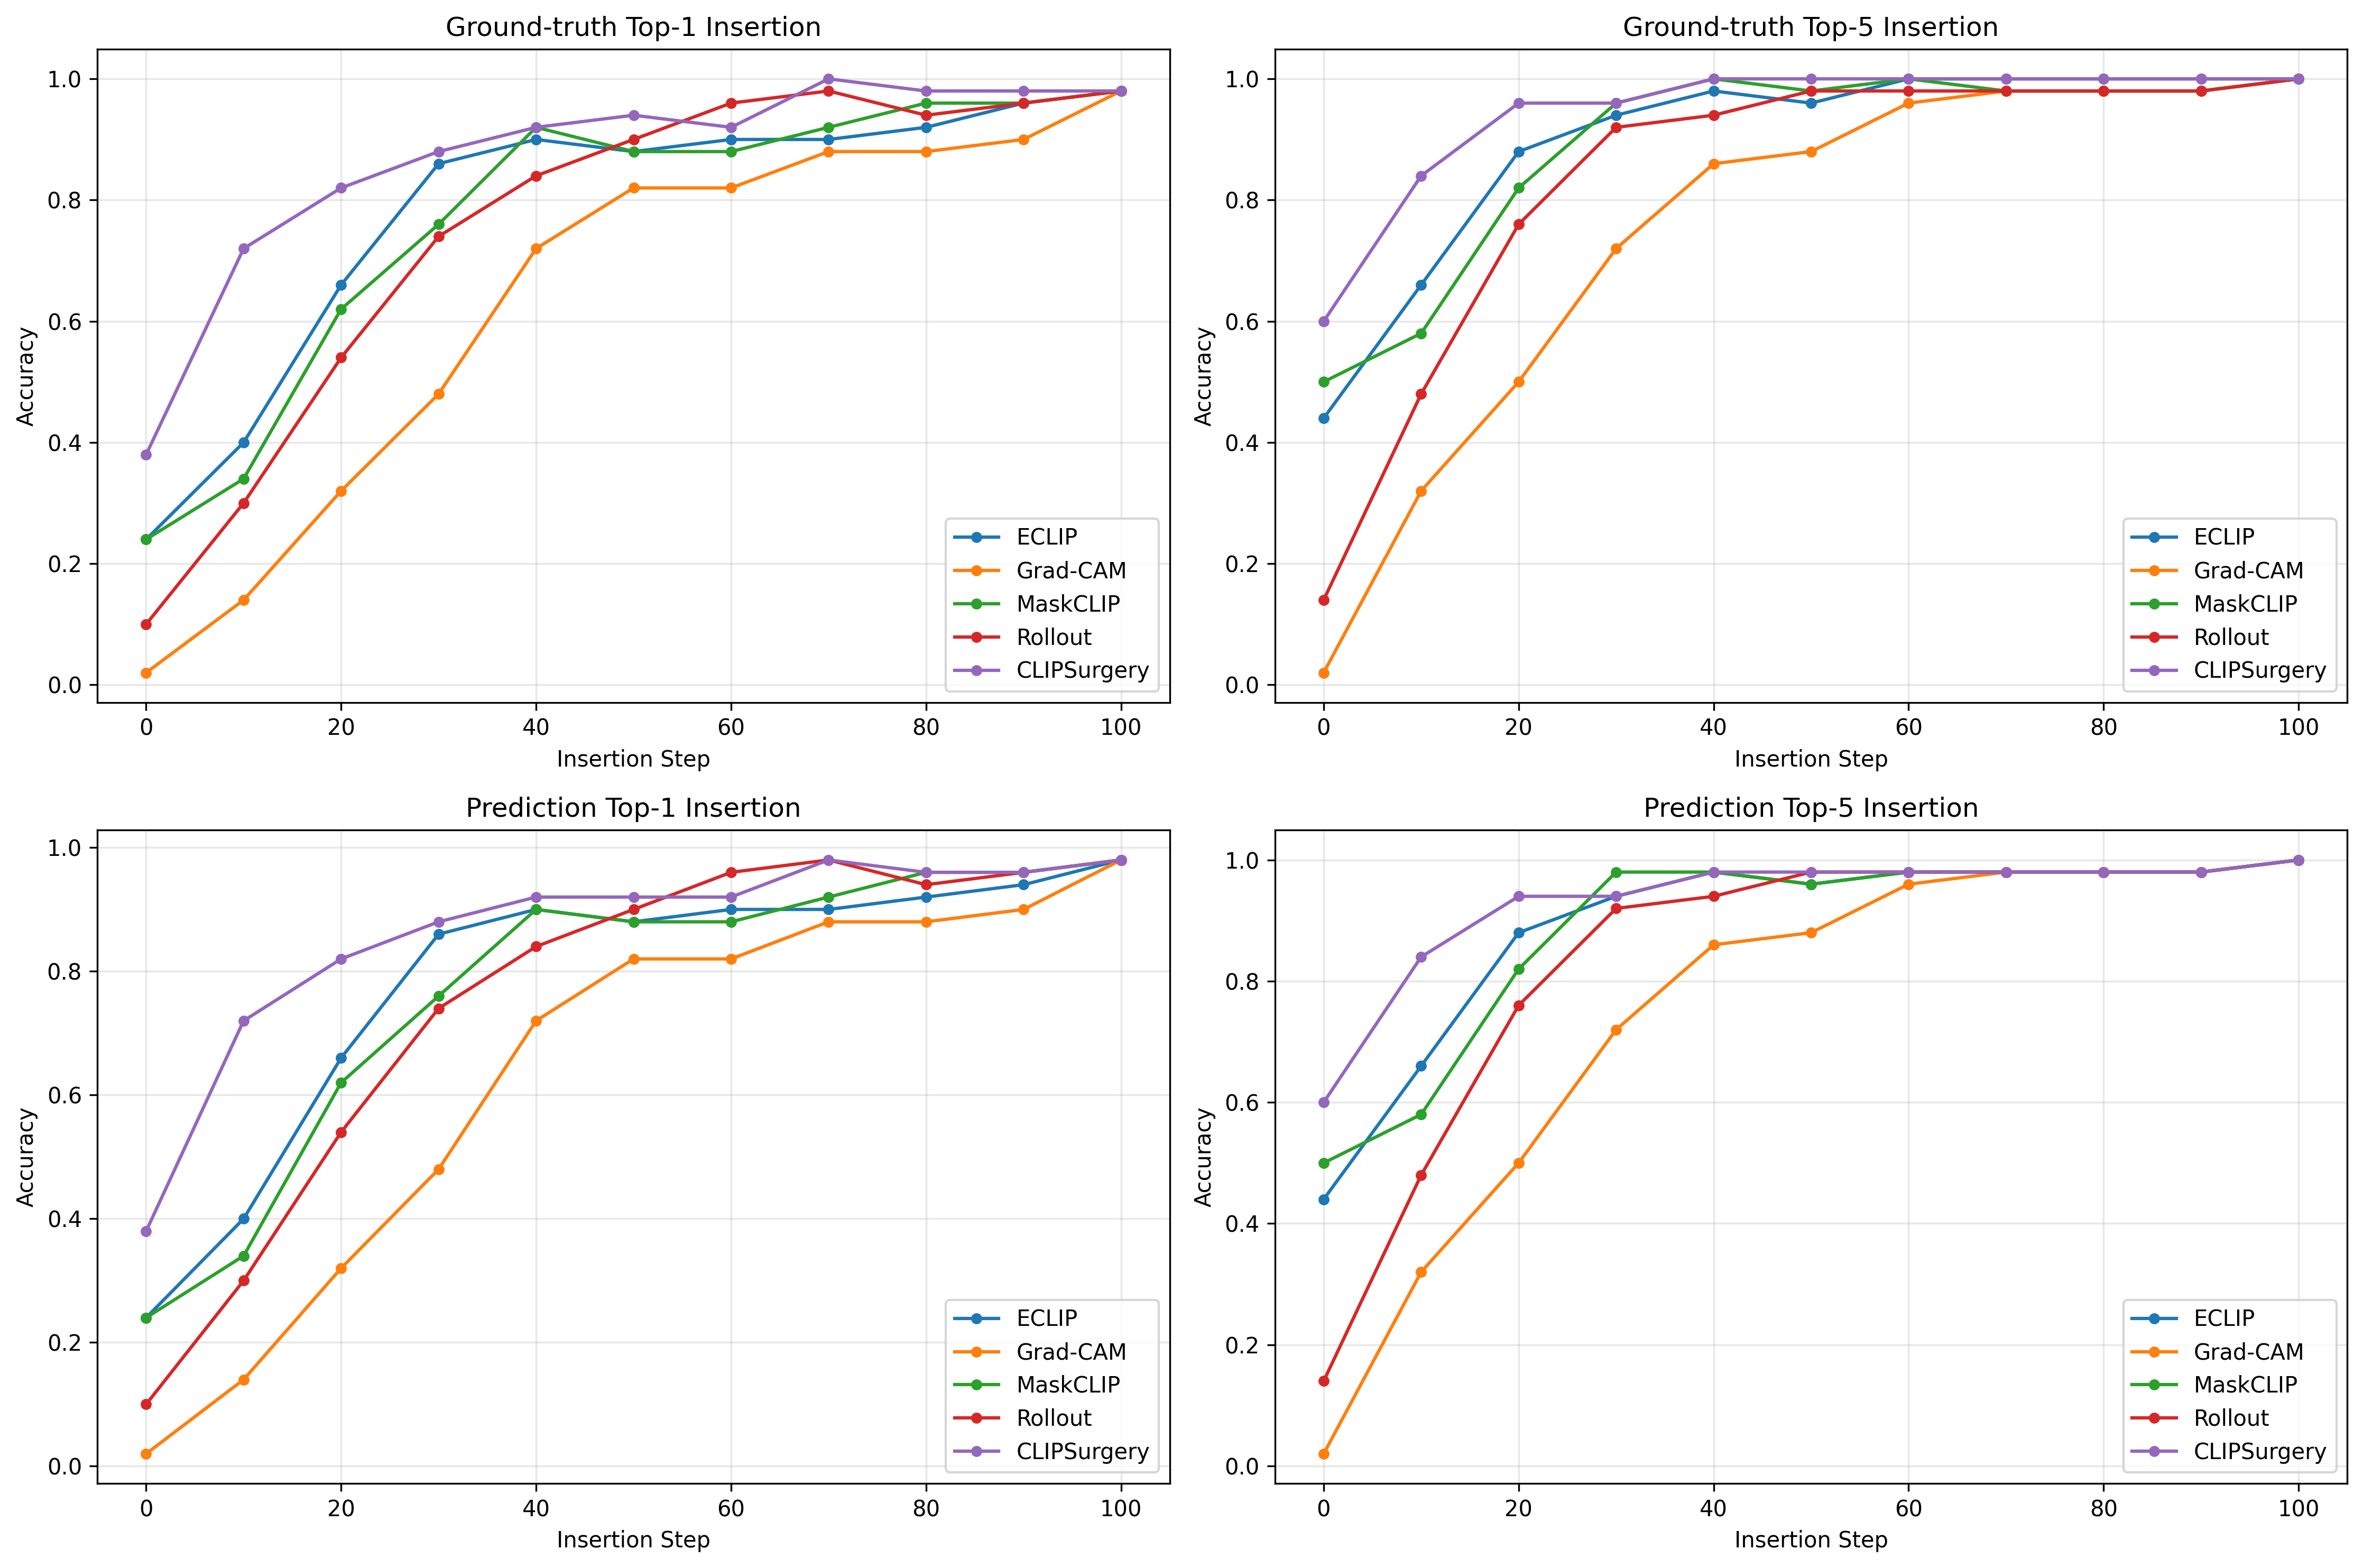 Ground-truth Top-1 Insertion
1.0
0.8
0.6
0.4
0.2
0.0
Accuracy
0 20 40 60 80 100
Insertion Step
ECLIP
Grad-CAM
MaskCLIP
Rollout
CLIPSurgery
Ground-truth Top-5 Insertion
1.0
0.8
0.6
0.4
0.2
0.0
Accuracy
0 20 40 60 80 100
Insertion Step
ECLIP
Grad-CAM
MaskCLIP
Rollout
CLIPSurgery
Prediction Top-1 Insertion
1.0
0.8
0.6
0.4
0.2
0.0
Accuracy
0 20 40 60 80 100
Insertion Step
ECLIP
Grad-CAM
MaskCLIP
Rollout
CLIPSurgery
Prediction Top-5 Insertion
1.0
0.8
0.6
0.4
0.2
0.0
Accuracy
0 20 40 60 80 100
Insertion Step
ECLIP
Grad-CAM
MaskCLIP
Rollout
CLIPSurgery